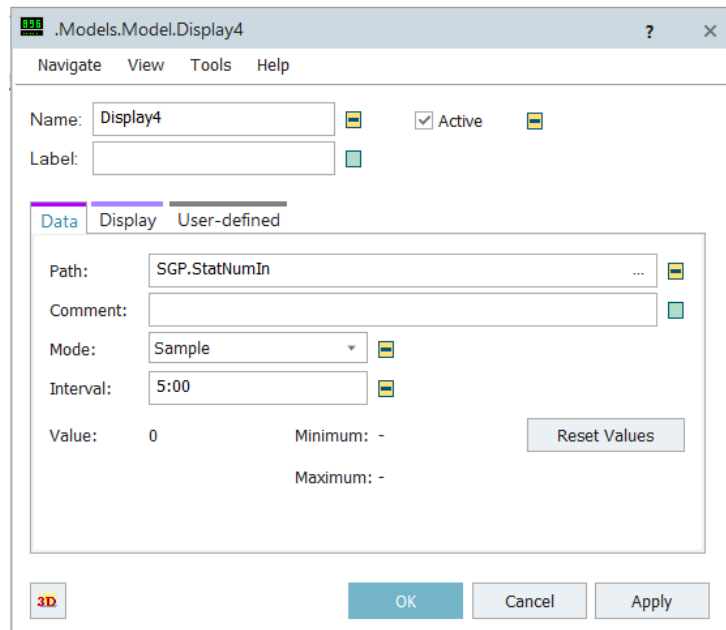 .Models.Model.Display4 ?
Navigate View Tools Help
Name: Display4 Active
Label:
Data Display User-defined
Path: SGP.StatNumIn ...
Comment:
Mode: Sample
Interval: 5:00
Value: 0 Minimum: - Reset Values
Maximum: -
3D OK Cancel Apply